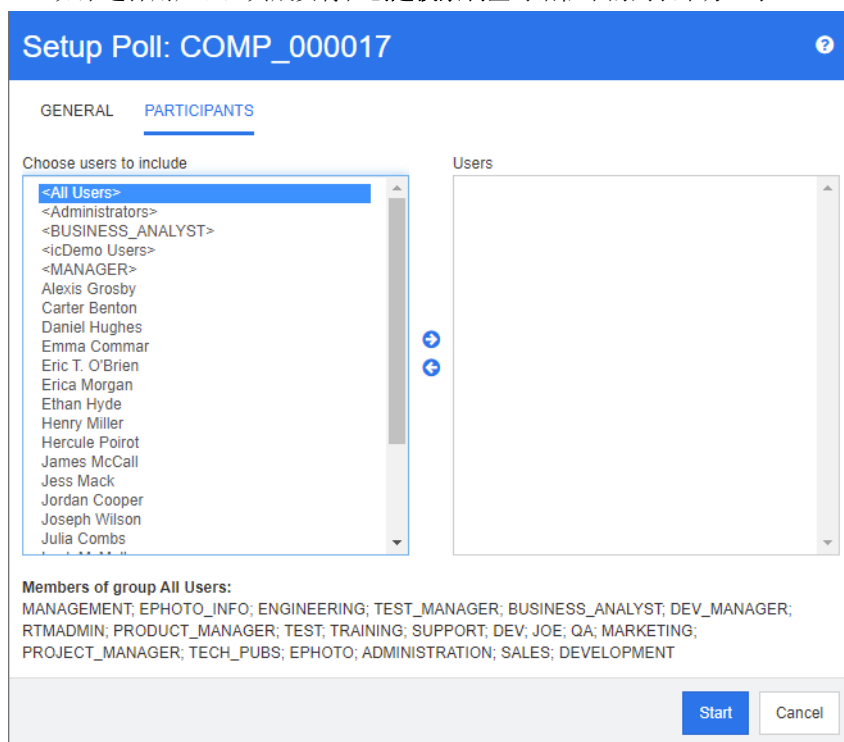 Setup Poll: COMP_000017
GENERAL PARTICIPANTS
Choose users to include
Users
<All Users>
<Administrators>
<BUSINESS_ANALYST>
<icDemo Users>
<MANAGER>
Alexis Grosby
Carter Benton
Daniel Hughes
Emma Commar
Eric T. O'Brien
Erica Morgan
Ethan Hyde
Henry Miller
Hercule Poirot
James McCall
Jess Mack
Jordan Cooper
Joseph Wilson
Julia Combs
Members of group All Users:
MANAGEMENT; EPHOTO_INFO; ENGINEERING; TEST_MANAGER; BUSINESS_ANALYST; DEV_MANAGER;
RTMADMIN; PRODUCT_MANAGER; TEST; TRAINING; SUPPORT; DEV; JOE; QA; MARKETING;
PROJECT_MANAGER; TECH_PUBS; EPHOTO; ADMINISTRATION; SALES; DEVELOPMENT
Start Cancel